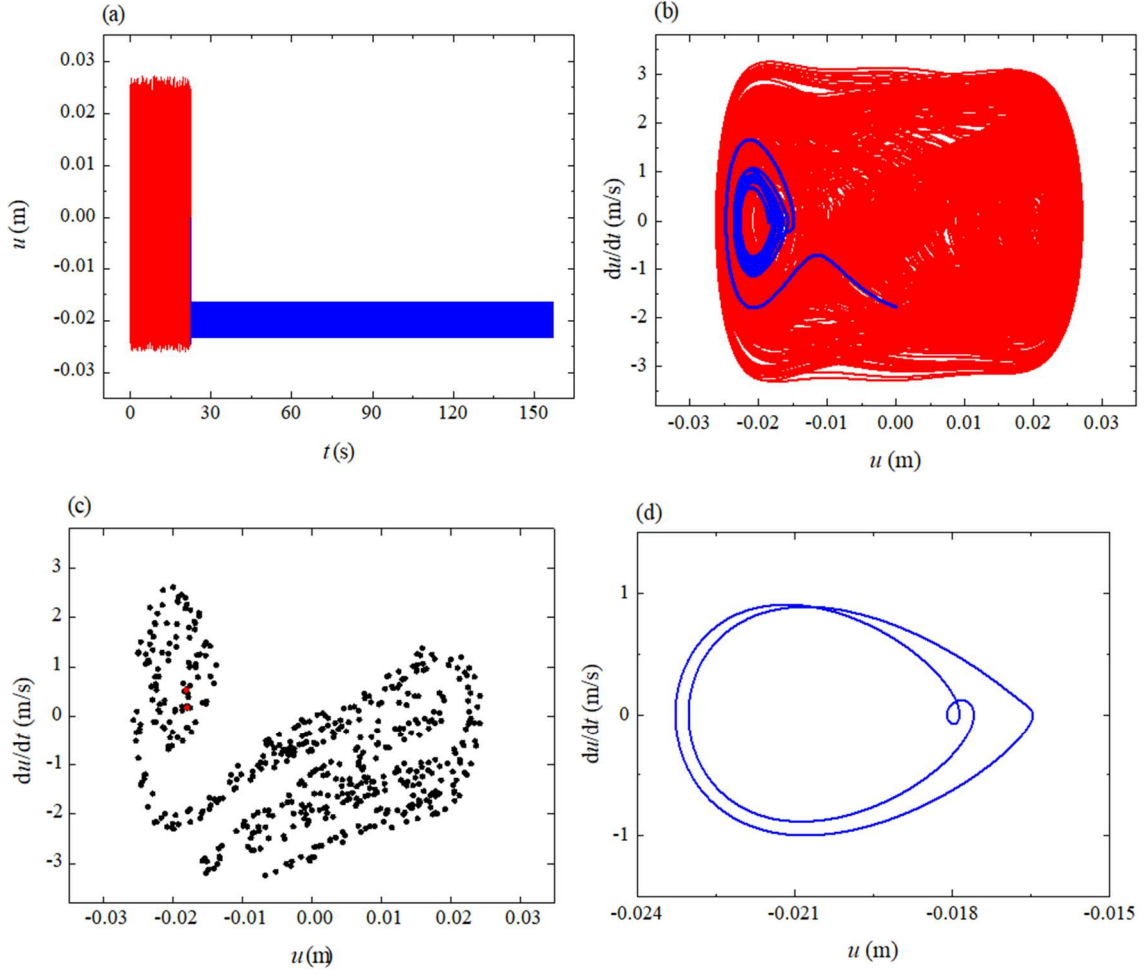 (a)
0.03
0.02
0.01
0.00
-0.01
-0.02
-0.03
u (m)
0 30 60 90 120 150
t (s)
(b)
3
2
1
0
-1
-2
-3
du/dt (m/s)
-0.03 -0.02 -0.01 0.00 0.01 0.02 0.03
u (m)
(c)
3
2
1
0
-1
-2
-3
du/dt (m/s)
-0.03 -0.02 -0.01 0.00 0.01 0.02 0.03
u (m)
(d)
1
0
-1
du/dt (m/s)
-0.024 -0.021 -0.018 -0.015
u (m)